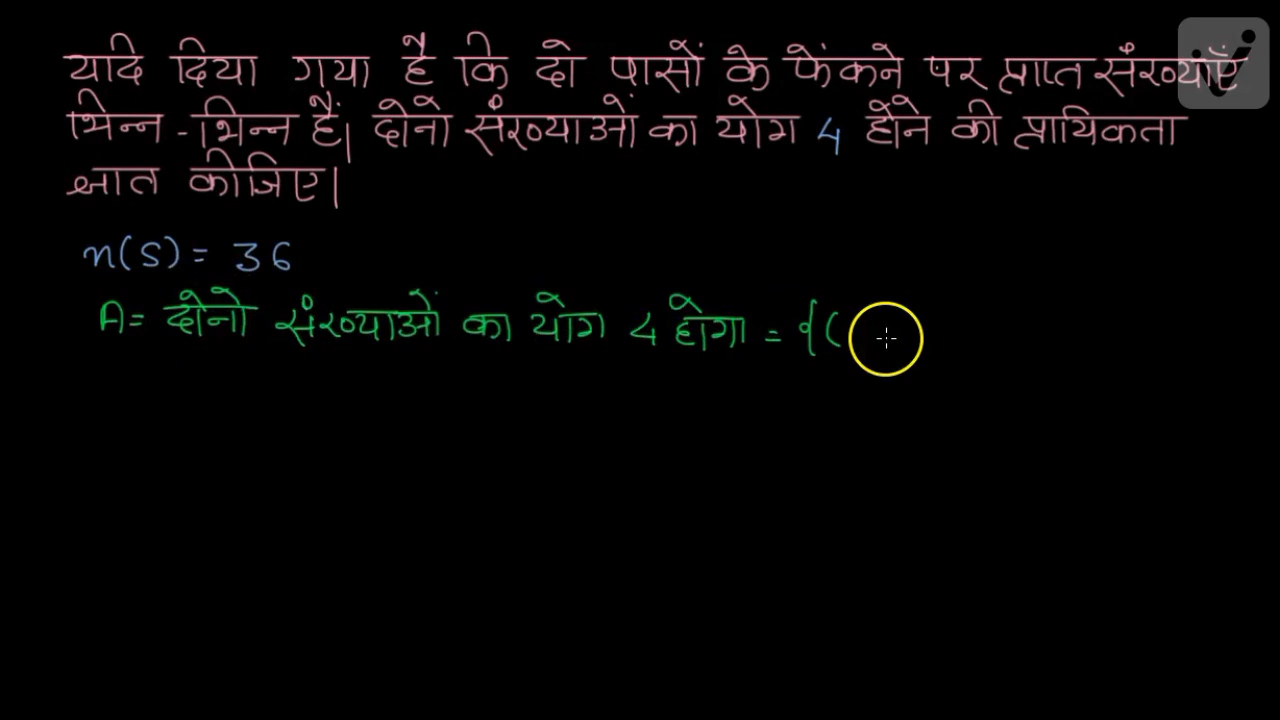 यदि दिया गया है कि दो पासों के फेंकने पर प्राप्त संख्याएँ
भिन्न-भिन्न हैं। दोनो संख्याओं का योग 4 होने की प्रायिकता
ज्ञात कीजिए।
n(S) = 36
A = दोनो संख्याओं का योग 4 होगा = {(